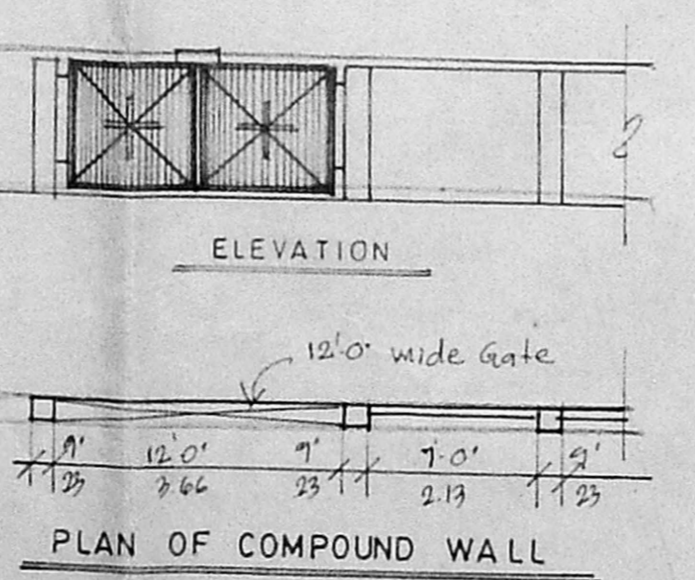 ELEVATION
12'-0" wide Gate
9" 12'-0" 9" 7-0" 9"
23 3.66 23 2.13 23
PLAN OF COMPOUND WALL